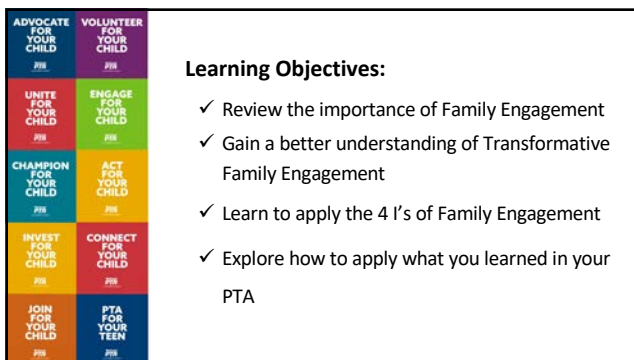 ADVOCATE
FOR
YOUR
CHILD
PTA
VOLUNTEER
FOR
YOUR
CHILD
PTA
UNITE
FOR
YOUR
CHILD
PTA
ENGAGE
FOR
YOUR
CHILD
PTA
CHAMPION
FOR
YOUR
CHILD
PTA
ACT
FOR
YOUR
CHILD
PTA
INVEST
FOR
YOUR
CHILD
PTA
CONNECT
FOR
YOUR
CHILD
PTA
JOIN
FOR
YOUR
CHILD
PTA
PTA
FOR
YOUR
TEEN
PTA
Learning Objectives:
✓ Review the importance of Family Engagement
✓ Gain a better understanding of Transformative
Family Engagement
✓ Learn to apply the 4 I's of Family Engagement
✓ Explore how to apply what you learned in your
PTA